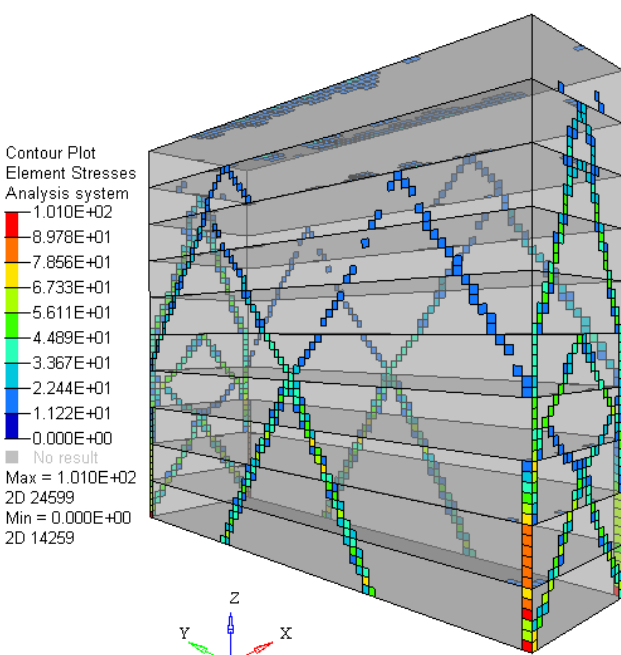 Contour Plot
Element Stresses
Analysis system
1.010E+02
8.978E+01
7.856E+01
6.733E+01
5.611E+01
4.489E+01
3.367E+01
2.244E+01
1.122E+01
0.000E+00
No result
Max = 1.010E+02
2D 24599
Min = 0.000E+00
2D 14259
Z
Y
X